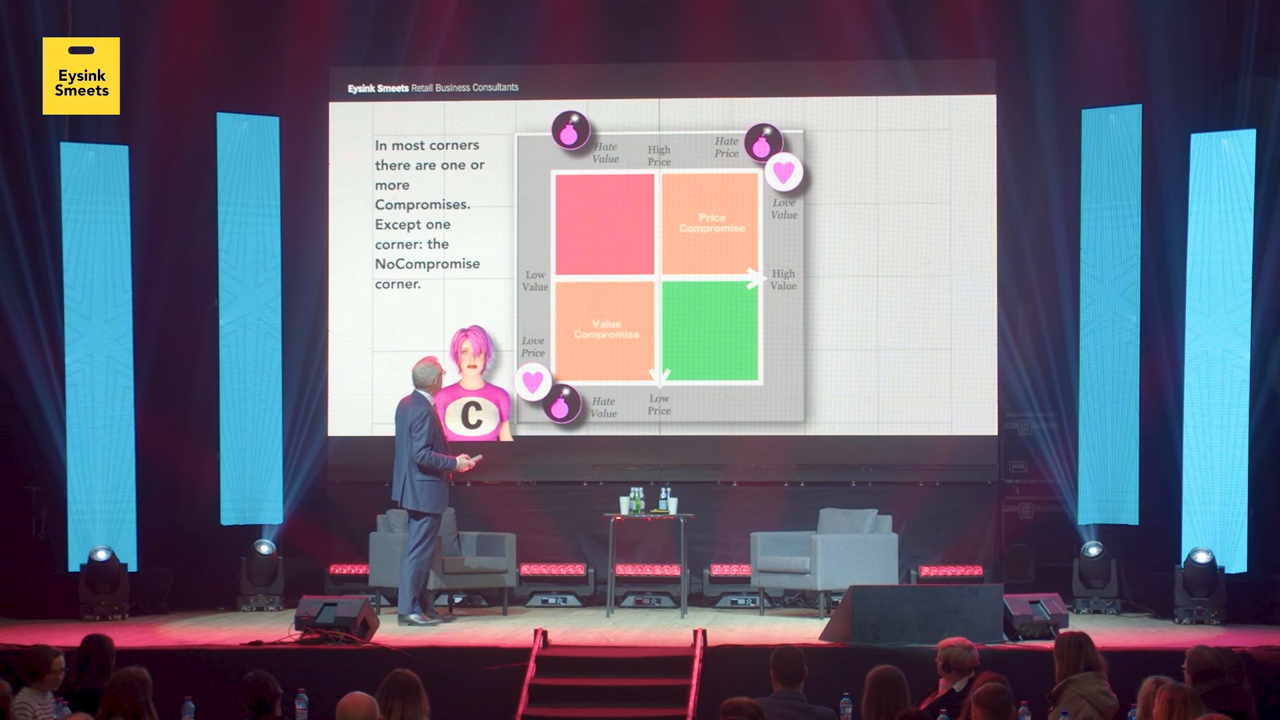 Eysink
Smeets
Eysink Smeets Retail Business Consultants
In most corners
there are one or
more
Compromises.
Except one
corner: the
NoCompromise
corner.
Hate
Value
High
Price
Hate
Price
Love
Value
Price
Compromise
Low
Value
High
Value
Value
Compromise
Love
Price
Hate
Value
Low
Price
C